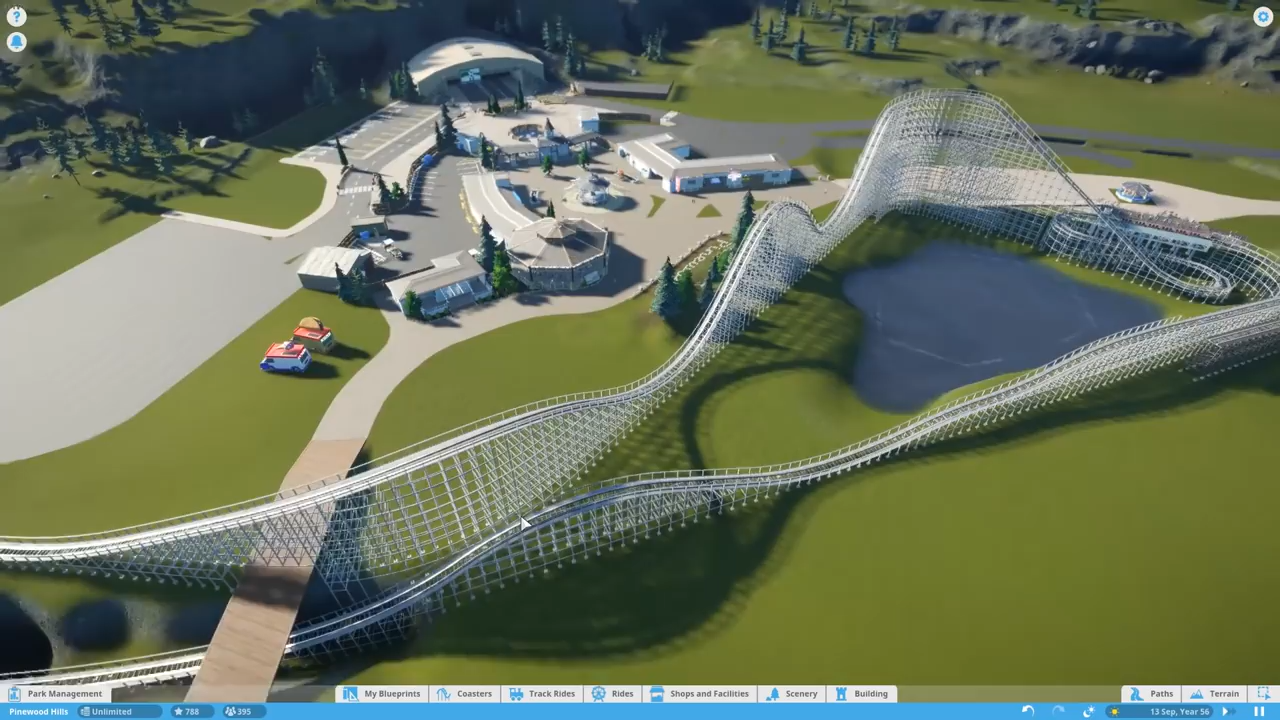 ?
Park Management
My Blueprints
Coasters
Track Rides
Rides
Shops and Facilities
Scenery
Building
Paths
Terrain
Pinewood Hills
Unlimited
788
395
13 Sep, Year 56